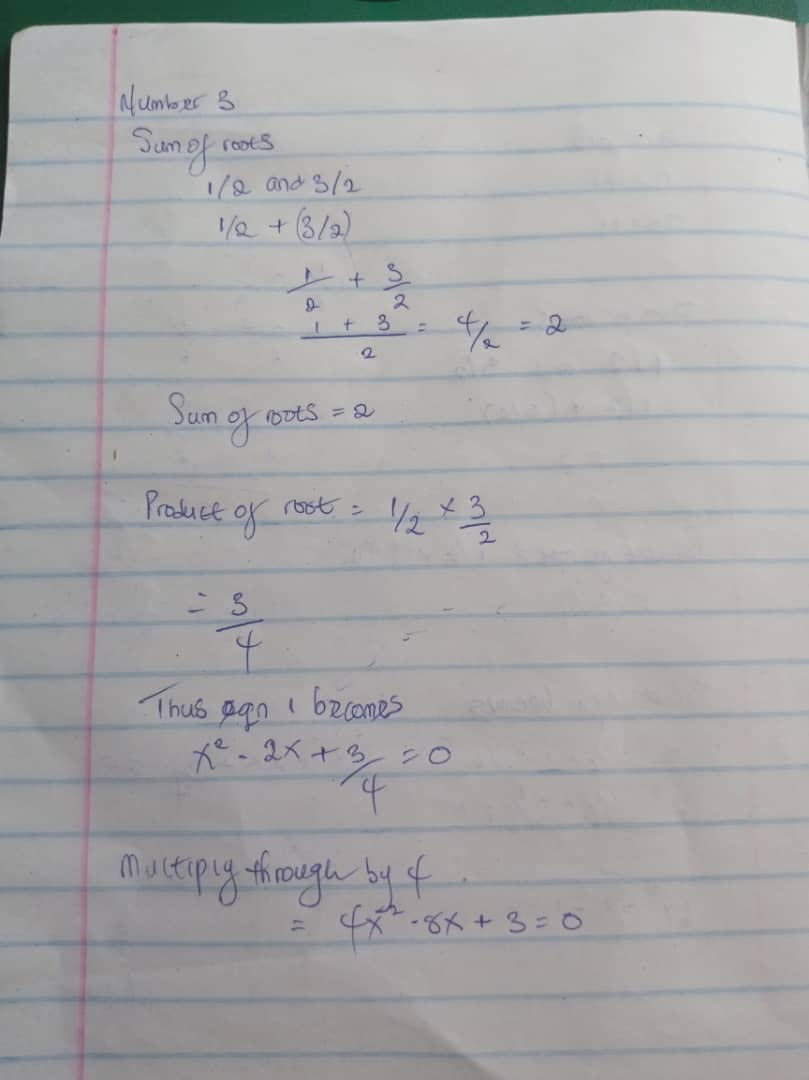 Number 3
Sum of roots
1/2 and 3/2
1/2 + (3/2)
1/2 + 3/2
1 + 3/2 = 4/2 = 2
Sum of roots = 2
Product of root = 1/2 × 3/2
= 3/4
Thus eqn 1 becomes
x² - 2x + 3/4 = 0
Multiply through by 4
= 4x² - 8x + 3 = 0